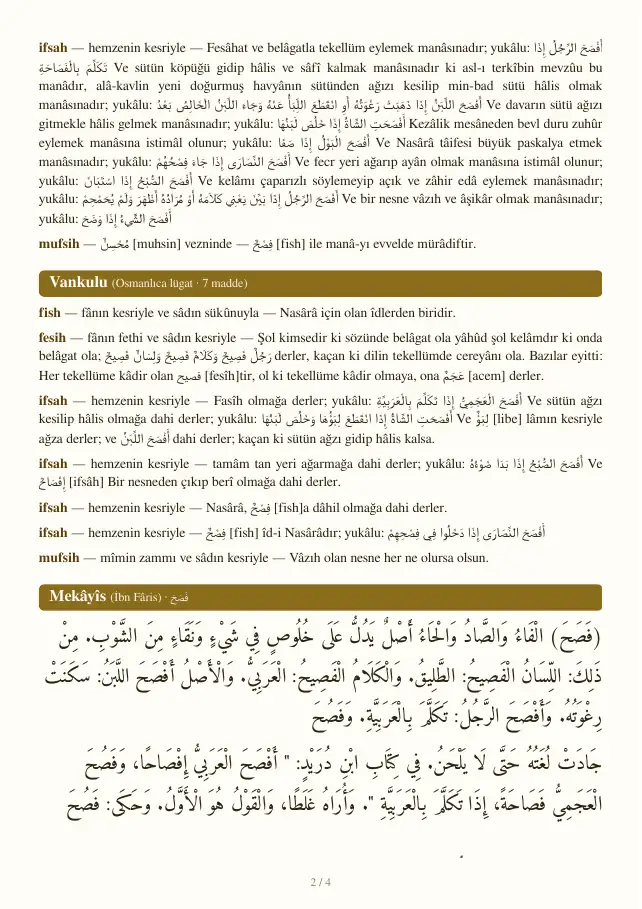 ifsah — hemzenin kesriyle — Fesâhat ve belâgatla tekellüm eylemek manâsınadır; yukâlu: أَفْصَحَ الرَّجُلُ إِذَا
تَكَلَّمَ بِالْفَصَاحَةِ Ve sütün köpüğü gidip hâlis ve sâfî kalmak manâsınadır ki asl-ı terkîbin mevzûu bu
manâdır, alâ-kavlin yeni doğurmuş havyânın sütünden ağızı kesilip min-bad sütü hâlis olmak
manâsınadır; yukâlu: أَفْصَحَ اللَّبَنُ إِذَا ذَهَبَتْ رَغْوَتُهُ أَوِ انْقَطَعَ اللِّبَأُ عَنْهُ وَجَاءَ اللَّبَنُ الْخَالِصُ بَعْدُ Ve davarın sütü ağızı
gitmekle hâlis gelmek manâsınadır; yukâlu: أَفْصَحَتِ الشَّاةُ إِذَا خَلُصَ لَبَنُهَا Kezâlik mesâneden bevl duru zuhûr
eylemek manâsına istimâl olunur; yukâlu: أَفْصَحَ الْبَوْلُ إِذَا صَفَا Ve Nasârâ tâifesi büyük paskalya etmek
manâsınadır; yukâlu: أَفْصَحَ النَّصَارَى إِذَا جَاءَ فِصْحُهُمْ Ve fecr yeri ağarıp ayân olmak manâsına istimâl olunur;
yukâlu: أَفْصَحَ الصُّبْحُ إِذَا اسْتَبَانَ Ve kelâmı çaparızlı söylemeyip açık ve zâhir edâ eylemek manâsınadır;
yukâlu: أَفْصَحَ الرَّجُلُ إِذَا بَيَّنَ يَعْنِي كَلَامَهُ أَوْ مُرَادُهُ أَظْهَرَ وَلَمْ يُجَمْجِمْ Ve bir nesne vâzıh ve âşikâr olmak manâsınadır;
yukâlu: أَفْصَحَ الشَّيْءُ إِذَا وَضَحَ
mufsih — مُحْسِنٌ [muhsin] vezninde — فِصْحٌ [fish] ile manâ-yı evvelde mürâdiftir.
Vankulu (Osmanlıca lügat · 7 madde)
fish — fânın kesriyle ve sâdın sükûnuyla — Nasârâ için olan îdlerden biridir.
fesih — fânın fethi ve sâdın kesriyle — Şol kimsedir ki sözünde belâgat ola yâhûd şol kelâmdır ki onda
belâgat ola; رَجُلٌ فَصِيحٌ وَكَلَامٌ فَصِيحٌ وَلِسَانٌ فَصِيحٌ derler, kaçan ki dilin tekellümde cereyânı ola. Bazılar eyitti:
Her tekellüme kâdir olan فصيح [fesîh]tir, ol ki tekellüme kâdir olmaya, ona عَجَمٌ [acem] derler.
ifsah — hemzenin kesriyle — Fasîh olmağa derler; yukâlu: أَفْصَحَ الْعَجَمِيُّ إِذَا تَكَلَّمَ بِالْعَرَبِيَّةِ Ve sütün ağzı
kesilip hâlis olmağa dahi derler; yukâlu: أَفْصَحَتِ الشَّاةُ إِذَا انْقَطَعَ لِبَؤُهَا وَخَلُصَ لَبَنُهَا Ve لِبَؤٌ [libe] lâmın kesriyle
ağza derler; ve أَفْصَحَ اللَّبَنُ dahi derler; kaçan ki sütün ağzı gidip hâlis kalsa.
ifsah — hemzenin kesriyle — tamâm tan yeri ağarmağa dahi derler; yukâlu: أَفْصَحَ الصُّبْحُ إِذَا بَدَا ضَوْءُهُ Ve
إِفْصَاحٌ [ifsâh] Bir nesneden çıkıp berî olmağa dahi derler.
ifsah — hemzenin kesriyle — Nasârâ, فِصْحٌ [fish]a dâhil olmağa dahi derler.
ifsah — hemzenin kesriyle — فِصْحٌ [fish] îd-i Nasârâdır; yukâlu: أَفْصَحَ النَّصَارَى إِذَا دَخَلُوا فِي فِصْحِهِمْ
mufsih — mîmin zammı ve sâdın kesriyle — Vâzıh olan nesne her ne olursa olsun.
Mekâyîs (İbn Fâris) · فَصَحَ
(فَصَحَ) الْفَاءُ وَالصَّادُ وَالْحَاءُ أَصْلٌ يَدُلُّ عَلَى خُلُوصٍ فِي شَيْءٍ وَنَقَاءٍ مِنَ الشَّوْبِ. مِنْ
ذَلِكَ: اللِّسَانُ الْفَصِيحُ: الطَّلِيقُ. وَالْكَلَامُ الْفَصِيحُ: الْعَرَبِيُّ. وَالْأَصْلُ أَفْصَحَ اللَّبَنُ: سَكَنَتْ
رِغْوَتُهُ. وَأَفْصَحَ الرَّجُلُ: تَكَلَّمَ بِالْعَرَبِيَّةِ. وَفَصُحَ
جَادَتْ لُغَتُهُ حَتَّى لَا يَلْحَنُ. فِي كِتَابِ ابْنِ دُرَيْدٍ: " أَفْصَحَ الْعَرَبِيُّ إِفْصَاحًا، وَفَصُحَ
الْعَجَمِيُّ فَصَاحَةً، إِذَا تَكَلَّمَ بِالْعَرَبِيَّةِ ". وَأُرَاهُ غَلَطًا، وَالْقَوْلُ هُوَ الْأَوَّلُ. وَحَكَى: فَصُحَ
2 / 4